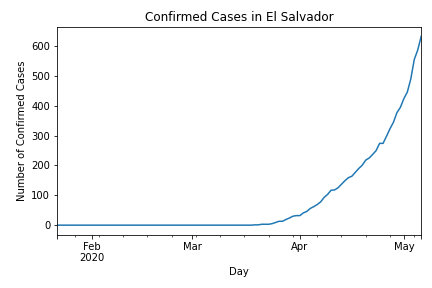 Confirmed Cases in El Salvador
Number of Confirmed Cases
600
500
400
300
200
100
0
Feb
2020
Mar
Apr
May
Day